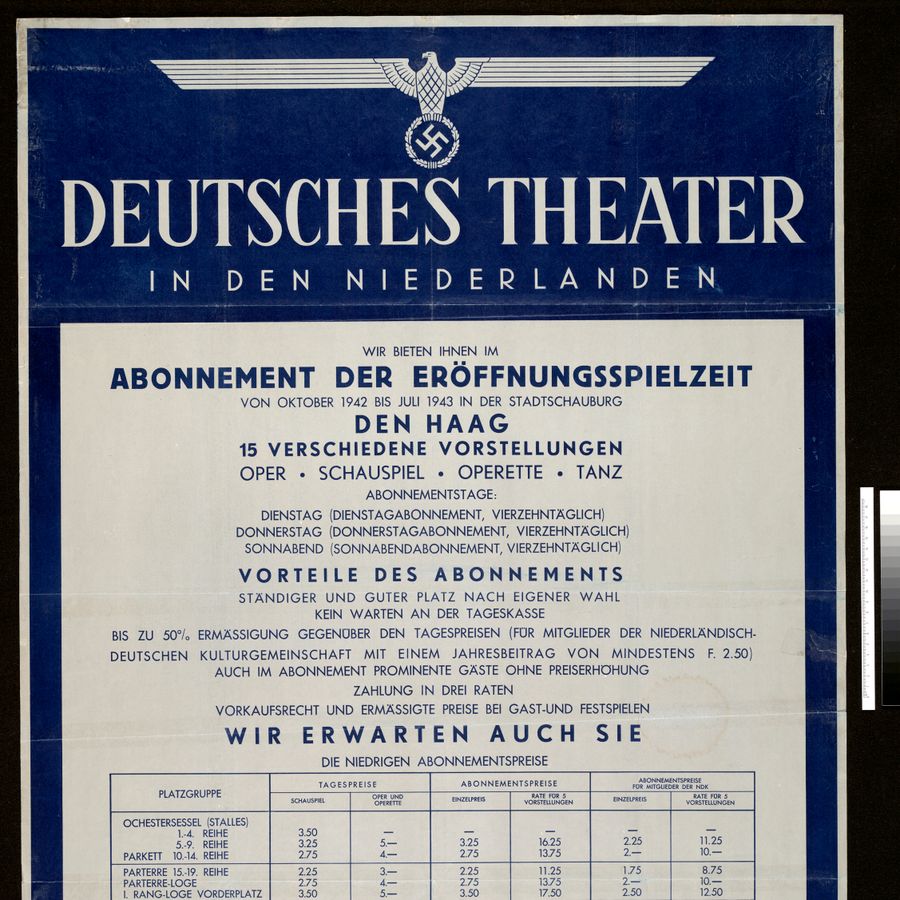 DEUTSCHES THEATER
IN DEN NIEDERLANDEN
WIR BIETEN IHNEN IM
ABONNEMENT DER ERÖFFNUNGSSPIELZEIT
VON OKTOBER 1942 BIS JULI 1943 IN DER STADTSCHAUBURG
DEN HAAG
15 VERSCHIEDENE VORSTELLUNGEN
OPER • SCHAUSPIEL • OPERETTE • TANZ
ABONNEMENTSTAGE:
DIENSTAG (DIENSTAGABONNEMENT, VIERZEHNTÄGLICH)
DONNERSTAG (DONNERSTAGABONNEMENT, VIERZEHNTÄGLICH)
SONNABEND (SONNABENDABONNEMENT, VIERZEHNTÄGLICH)
VORTEILE DES ABONNEMENTS
STÄNDIGER UND GUTER PLATZ NACH EIGENER WAHL
KEIN WARTEN AN DER TAGESKASSE
BIS ZU 50% ERMÄSSIGUNG GEGENÜBER DEN TAGESPREISEN (FÜR MITGLIEDER DER NIEDERLÄNDISCH-
DEUTSCHEN KULTURGEMEINSCHAFT MIT EINEM JAHRESBEITRAG VON MINDESTENS F. 2.50)
AUCH IM ABONNEMENT PROMINENTE GÄSTE OHNE PREISERHÖHUNG
ZAHLUNG IN DREI RATEN
VORKAUFSRECHT UND ERMÄSSIGTE PREISE BEI GAST-UND FESTSPIELEN
WIR ERWARTEN AUCH SIE
DIE NIEDRIGEN ABONNEMENTSPREISE
PLATZGRUPPE TAGESPREISE ABONNEMENTSPREISE ABONNEMENTSPREISE FÜR MITGLIEDER DER NDK
SCHAUSPIEL OPER UND OPERETTE EINZELPREIS RATE FÜR 5 VORSTELLUNGEN EINZELPREIS RATE FÜR 5 VORSTELLUNGEN
OCHESTERSESSEL (STALLES)
1.-4. REIHE 3.50 — — — — —
5.-9. REIHE 3.25 5.— 3.25 16.25 2.25 11.25
PARKETT 10.-14. REIHE 2.75 4.— 2.75 13.75 2.— 10.—
PARTERRE 15.-19. REIHE 2.25 3.— 2.25 11.25 1.75 8.75
PARTERRE-LOGE 2.75 4.— 2.75 13.75 2.— 10.—
I. RANG-LOGE VORDERPLATZ 3.50 5.— 3.50 17.50 2.50 12.50